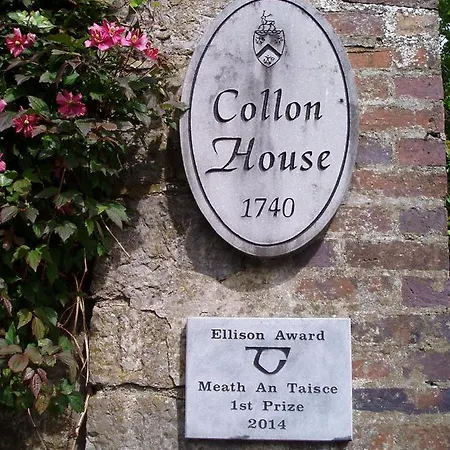 Collon
House
1740
Ellison Award
Meath An Taisce
1st Prize
2014